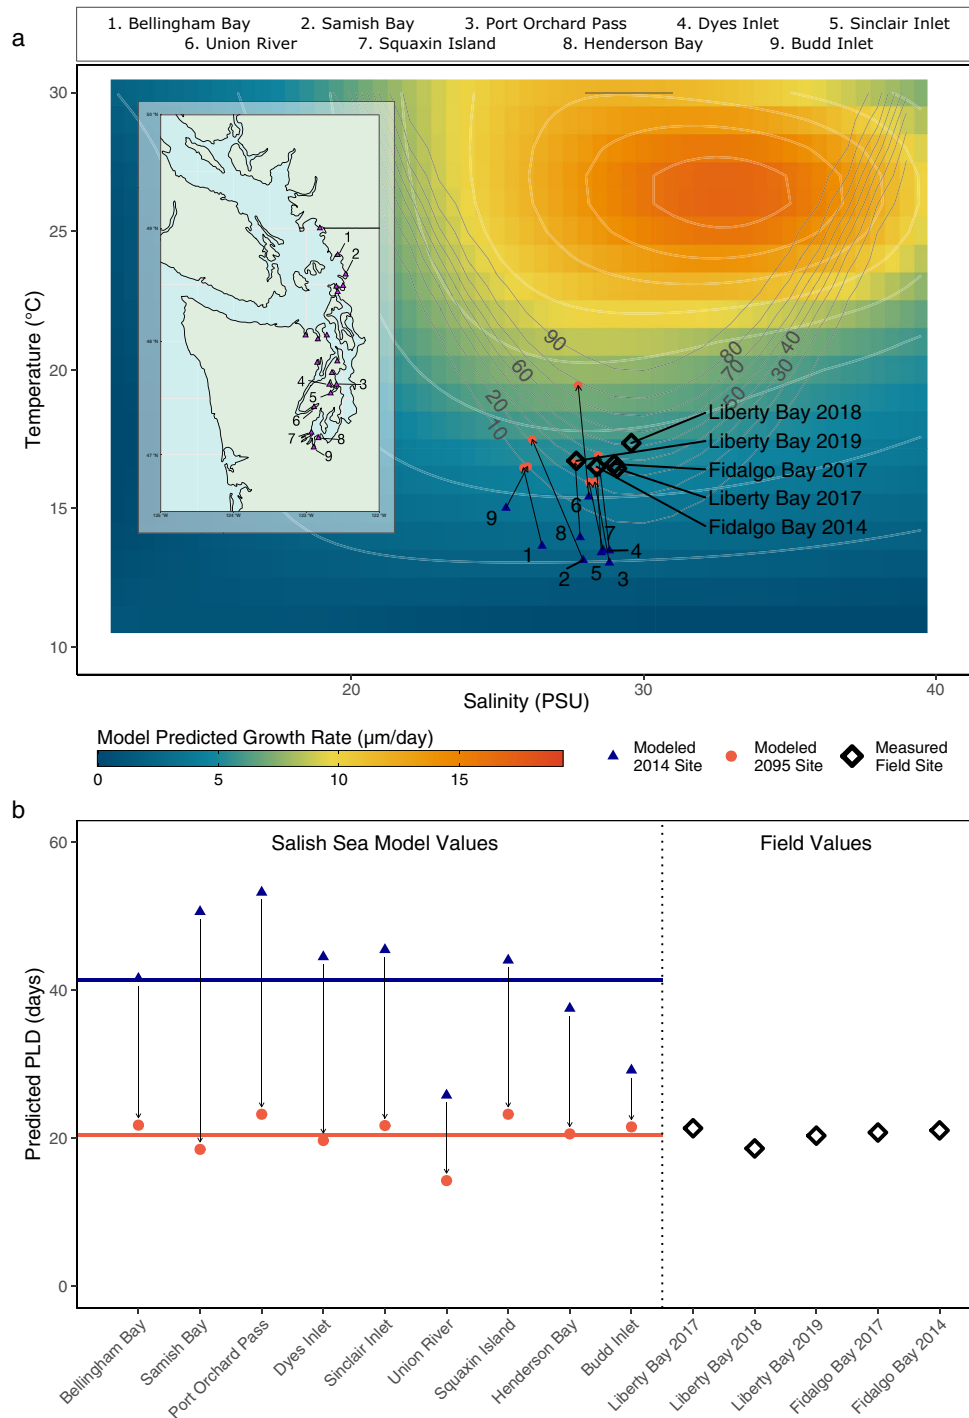 a
1. Bellingham Bay 2. Samish Bay 3. Port Orchard Pass 4. Dyes Inlet 5. Sinclair Inlet
6. Union River 7. Squaxin Island 8. Henderson Bay 9. Budd Inlet
Temperature (°C)
30
25
20
15
10
50 °N
49 °N
48 °N
1
2
4
3
5
6
7
8
9
124 °W
122 °W
90
80
40
70
30
60
50
20
10
Liberty Bay 2018
Liberty Bay 2019
Fidalgo Bay 2017
Liberty Bay 2017
Fidalgo Bay 2014
9
1
8
2
6
5
7
4
3
20
30
40
Salinity (PSU)
Model Predicted Growth Rate (µm/day)
0 5 10 15
Modeled
2014 Site
Modeled
2095 Site
Measured
Field Site
b
Salish Sea Model Values
Field Values
Predicted PLD (days)
60
40
20
0
Bellingham Bay
Samish Bay
Port Orchard Pass
Dyes Inlet
Sinclair Inlet
Union River
Squaxin Island
Henderson Bay
Budd Inlet
Liberty Bay 2017
Liberty Bay 2018
Liberty Bay 2019
Fidalgo Bay 2017
Fidalgo Bay 2014